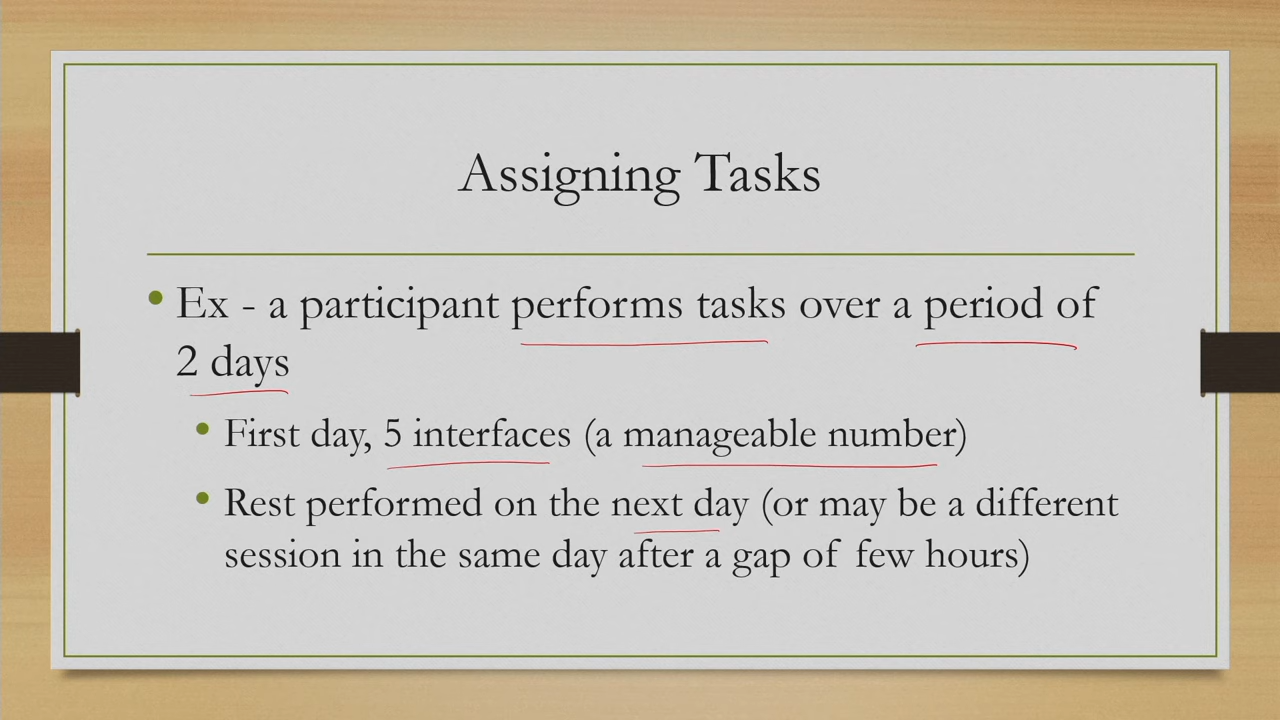 Assigning Tasks
• Ex - a participant performs tasks over a period of
2 days
• First day, 5 interfaces (a manageable number)
• Rest performed on the next day (or may be a different
session in the same day after a gap of few hours)